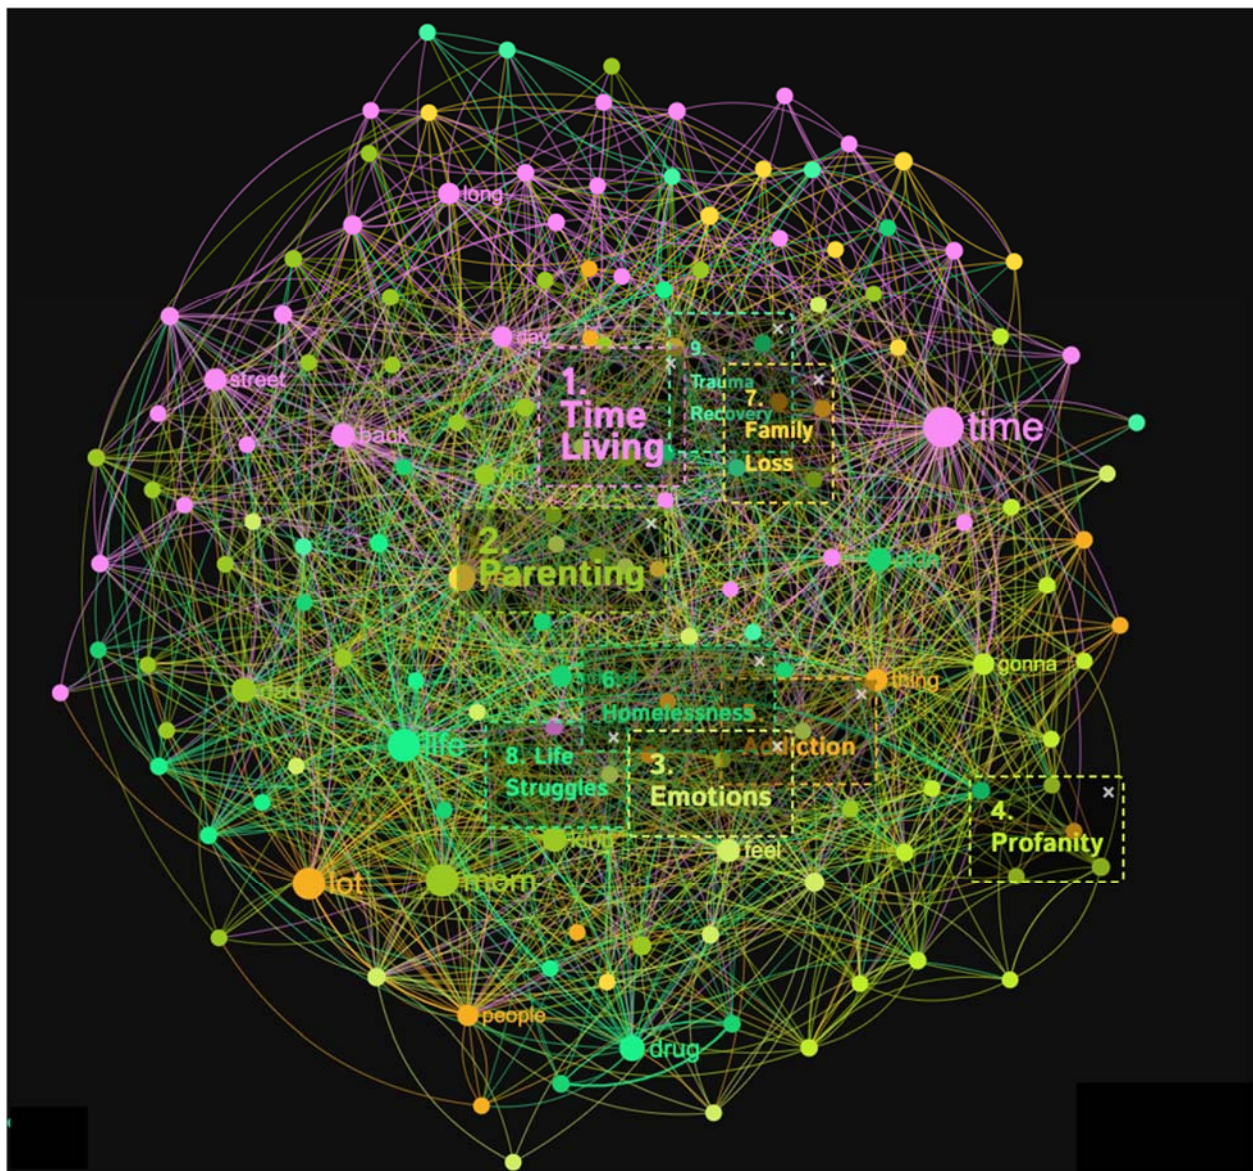 long
day
street
back
1.
Time
Living
9.
Trauma
Recovery
7.
Family
Loss
time
2.
Parenting
gonna
thing
6.
Homelessness
Addiction
life
8. Life
Struggles
3.
Emotions
4.
Profanity
feel
lot
mom
people
drug